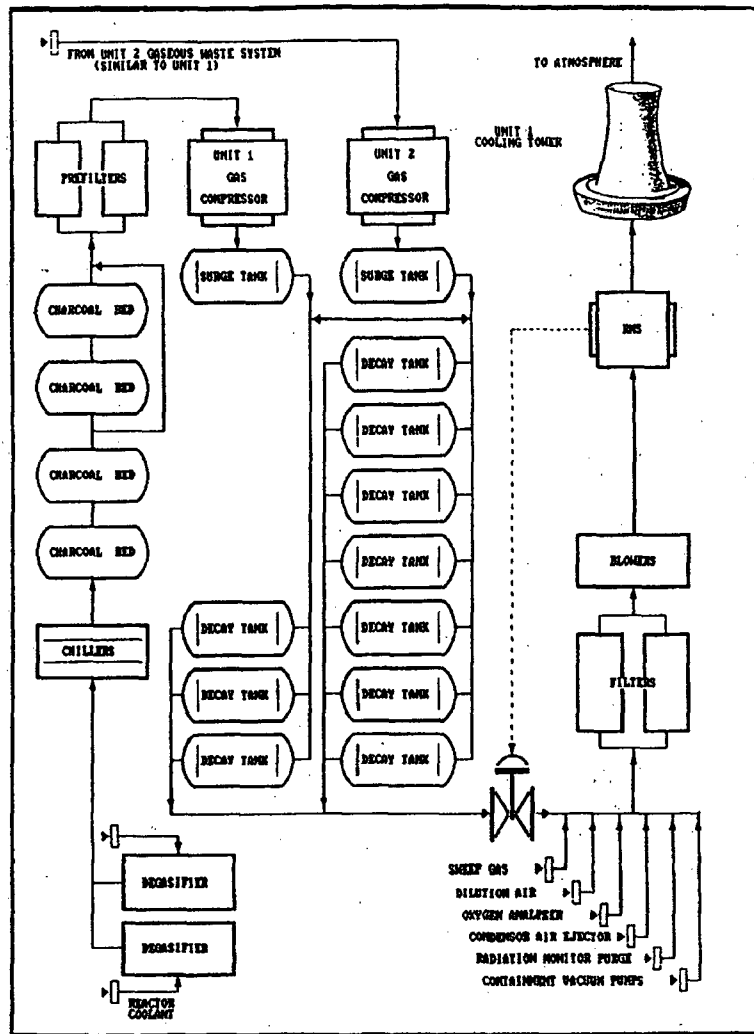 FROM UNIT 2 GASEOUS WASTE SYSTEM
(SIMILAR TO UNIT 1)
TO ATMOSPHERE
UNIT 1
COOLING TOWER
PREFILTERS
UNIT 1
GAS
COMPRESSOR
UNIT 2
GAS
COMPRESSOR
SURGE TANK
SURGE TANK
CHARCOAL BED
CHARCOAL BED
CHARCOAL BED
CHARCOAL BED
CHILLERS
RMS
DECAY TANK
DECAY TANK
DECAY TANK
DECAY TANK
DECAY TANK
DECAY TANK
DECAY TANK
DECAY TANK
DECAY TANK
DECAY TANK
BLOWERS
FILTERS
DEGASIFIER
DEGASIFIER
REACTOR
COOLANT
SWEEP GAS
DILUTION AIR
OXYGEN ANALYZER
CONDENSOR AIR EJECTOR
RADIATION MONITOR PURGE
CONTAINMENT VACUUM PUMPS